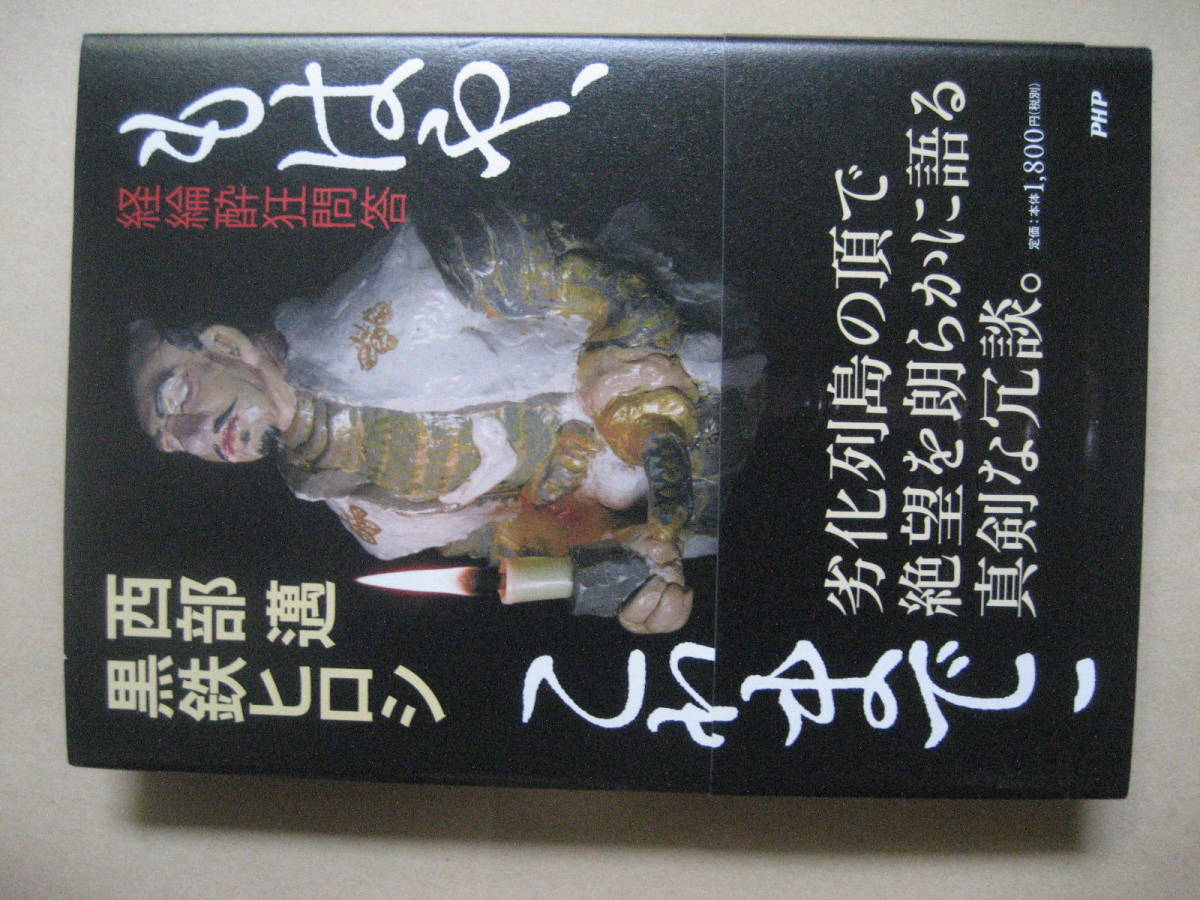 もはや、
これまで、
経綸酔狂問答
西部 邁
黒鉄ヒロシ
劣化列島の頂で
絶望を朗らかに語る
真剣な冗談。
定価：本体1,800円（税別）
PHP